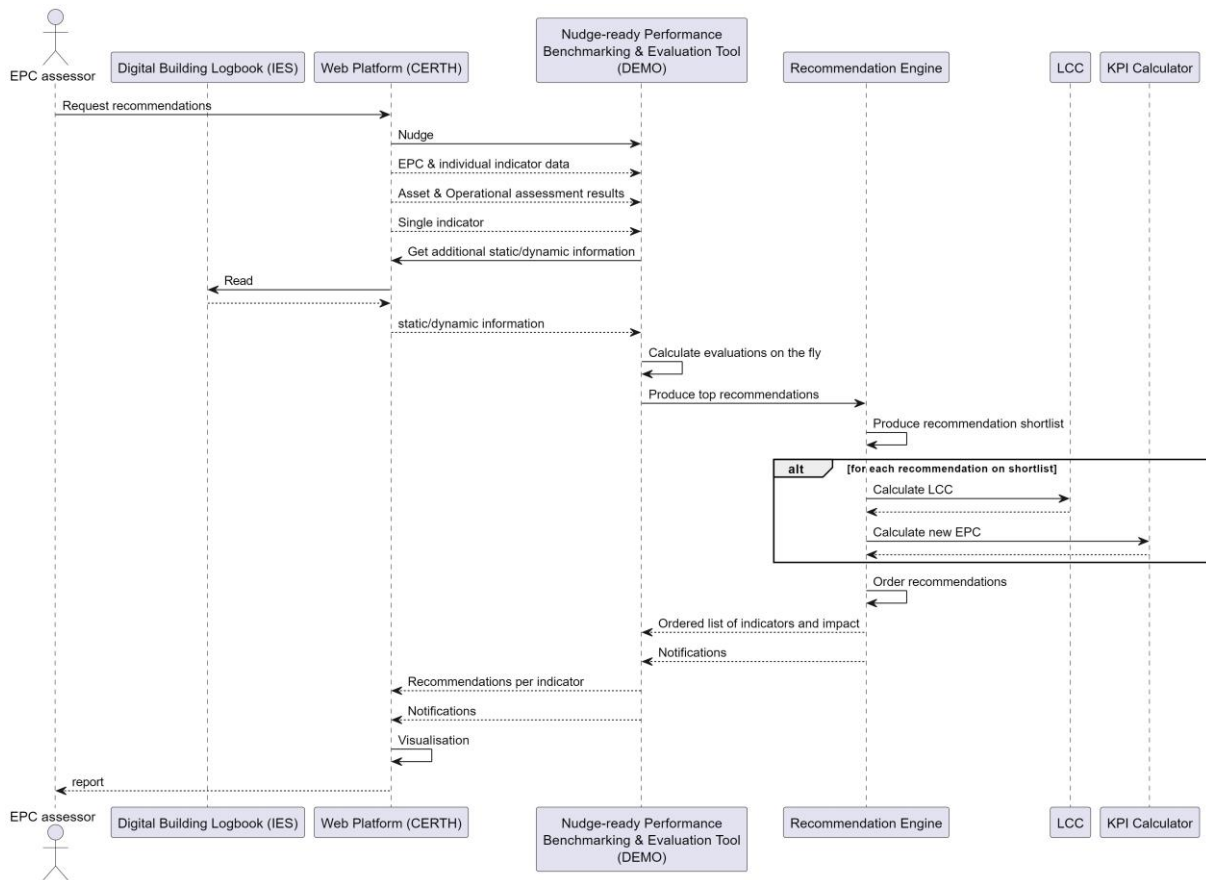 Nudge-ready Performance
Benchmarking & Evaluation Tool
(DEMO)
EPC assessor
Digital Building Logbook (IES)
Web Platform (CERTH)
Recommendation Engine
LCC
KPI Calculator
Request recommendations
Nudge
EPC & individual indicator data
Asset & Operational assessment results
Single indicator
Get additional static/dynamic information
Read
static/dynamic information
Calculate evaluations on the fly
Produce top recommendations
Produce recommendation shortlist
alt
[for each recommendation on shortlist]
Calculate LCC
Calculate new EPC
Order recommendations
Ordered list of indicators and impact
Notifications
Recommendations per indicator
Notifications
Visualisation
report
EPC assessor
Digital Building Logbook (IES)
Web Platform (CERTH)
Nudge-ready Performance
Benchmarking & Evaluation Tool
(DEMO)
Recommendation Engine
LCC
KPI Calculator